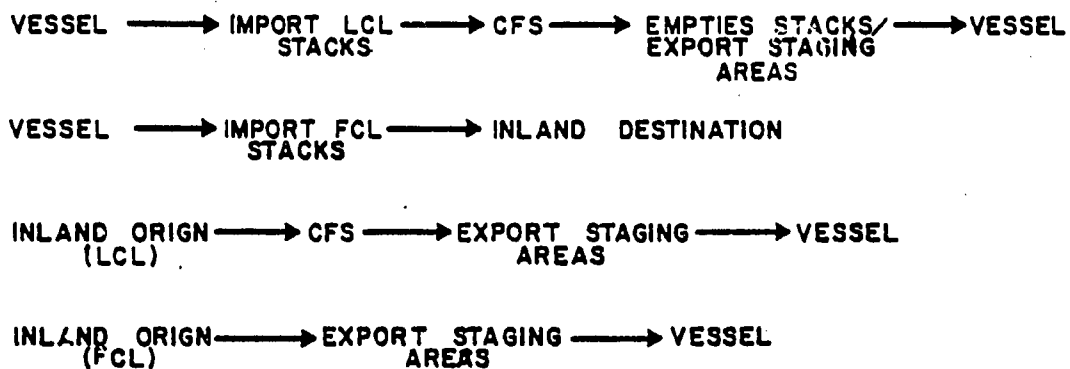 VESSEL → IMPORT LCL → CFS → EMPTIES STACKS/ → VESSEL
STACKS EXPORT STAGING
AREAS
VESSEL → IMPORT FCL → INLAND DESTINATION
STACKS
INLAND ORIGN → CFS → EXPORT STAGING → VESSEL
(LCL) AREAS
INLAND ORIGN → EXPORT STAGING → VESSEL
(FCL) AREAS